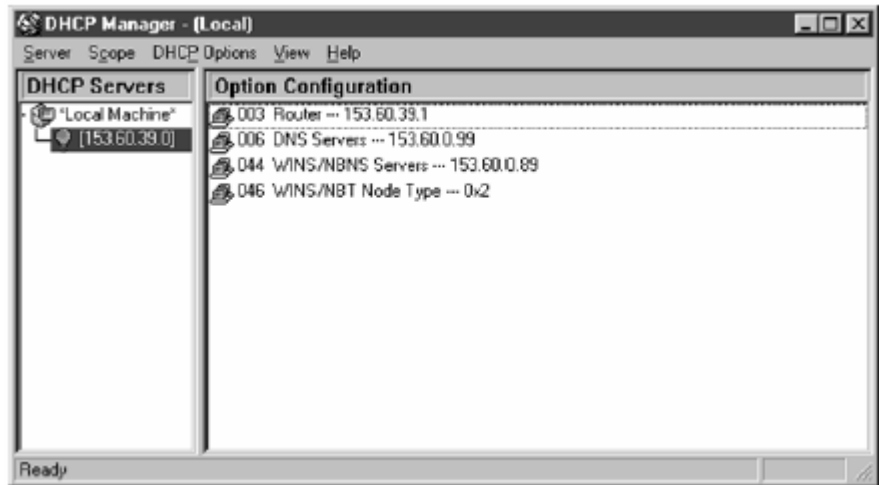 DHCP Manager - (Local)
Server Scope DHCP Options View Help
DHCP Servers
Option Configuration
*Local Machine*
[153.60.39.0]
003 Router --- 153.60.39.1
006 DNS Servers --- 153.60.0.99
044 WINS/NBNS Servers --- 153.60.0.89
046 WINS/NBT Node Type --- 0x2
Ready